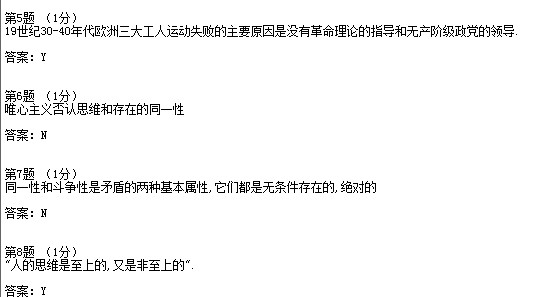 第5题 (1分)
19世纪30-40年代欧洲三大工人运动失败的主要原因是没有革命理论的指导和无产阶级政党的领导.
答案: Y
第6题 (1分)
唯心主义否认思维和存在的同一性
答案: N
第7题 (1分)
同一性和斗争性是矛盾的两种基本属性,它们都是无条件存在的,绝对的
答案: N
第8题 (1分)
"人的思维是至上的,又是非至上的".
答案: Y